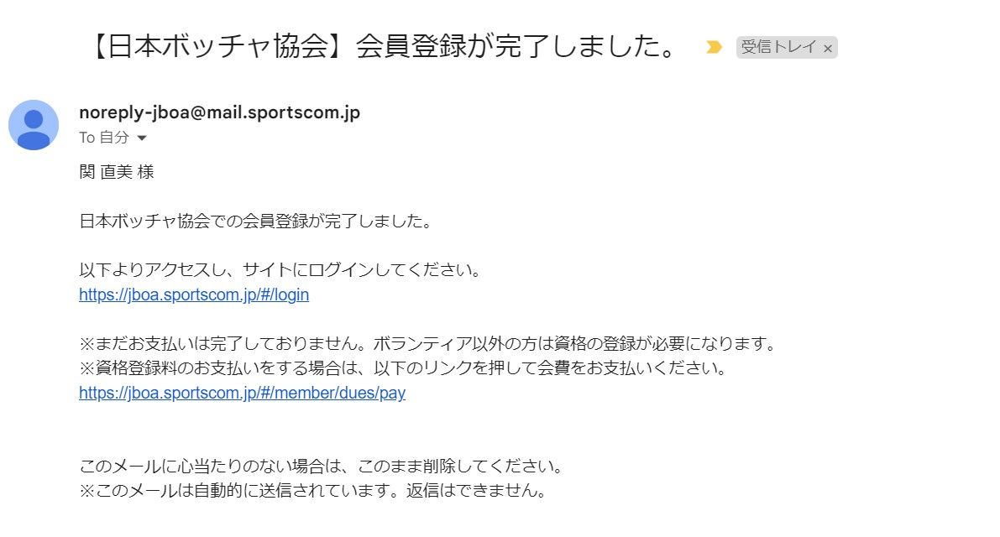 【日本ボッチャ協会】会員登録が完了しました。 受信トレイ ×
noreply-jboa@mail.sportscom.jp
To 自分
関 直美 様
日本ボッチャ協会での会員登録が完了しました。
以下よりアクセスし、サイトにログインしてください。
https://jboa.sportscom.jp/#/login
※まだお支払いは完了しておりません。ボランティア以外の方は資格の登録が必要になります。
※資格登録料のお支払いをする場合は、以下のリンクを押して会費をお支払いください。
https://jboa.sportscom.jp/#/member/dues/pay
このメールに心当たりのない場合は、このまま削除してください。
※このメールは自動的に送信されています。返信はできません。